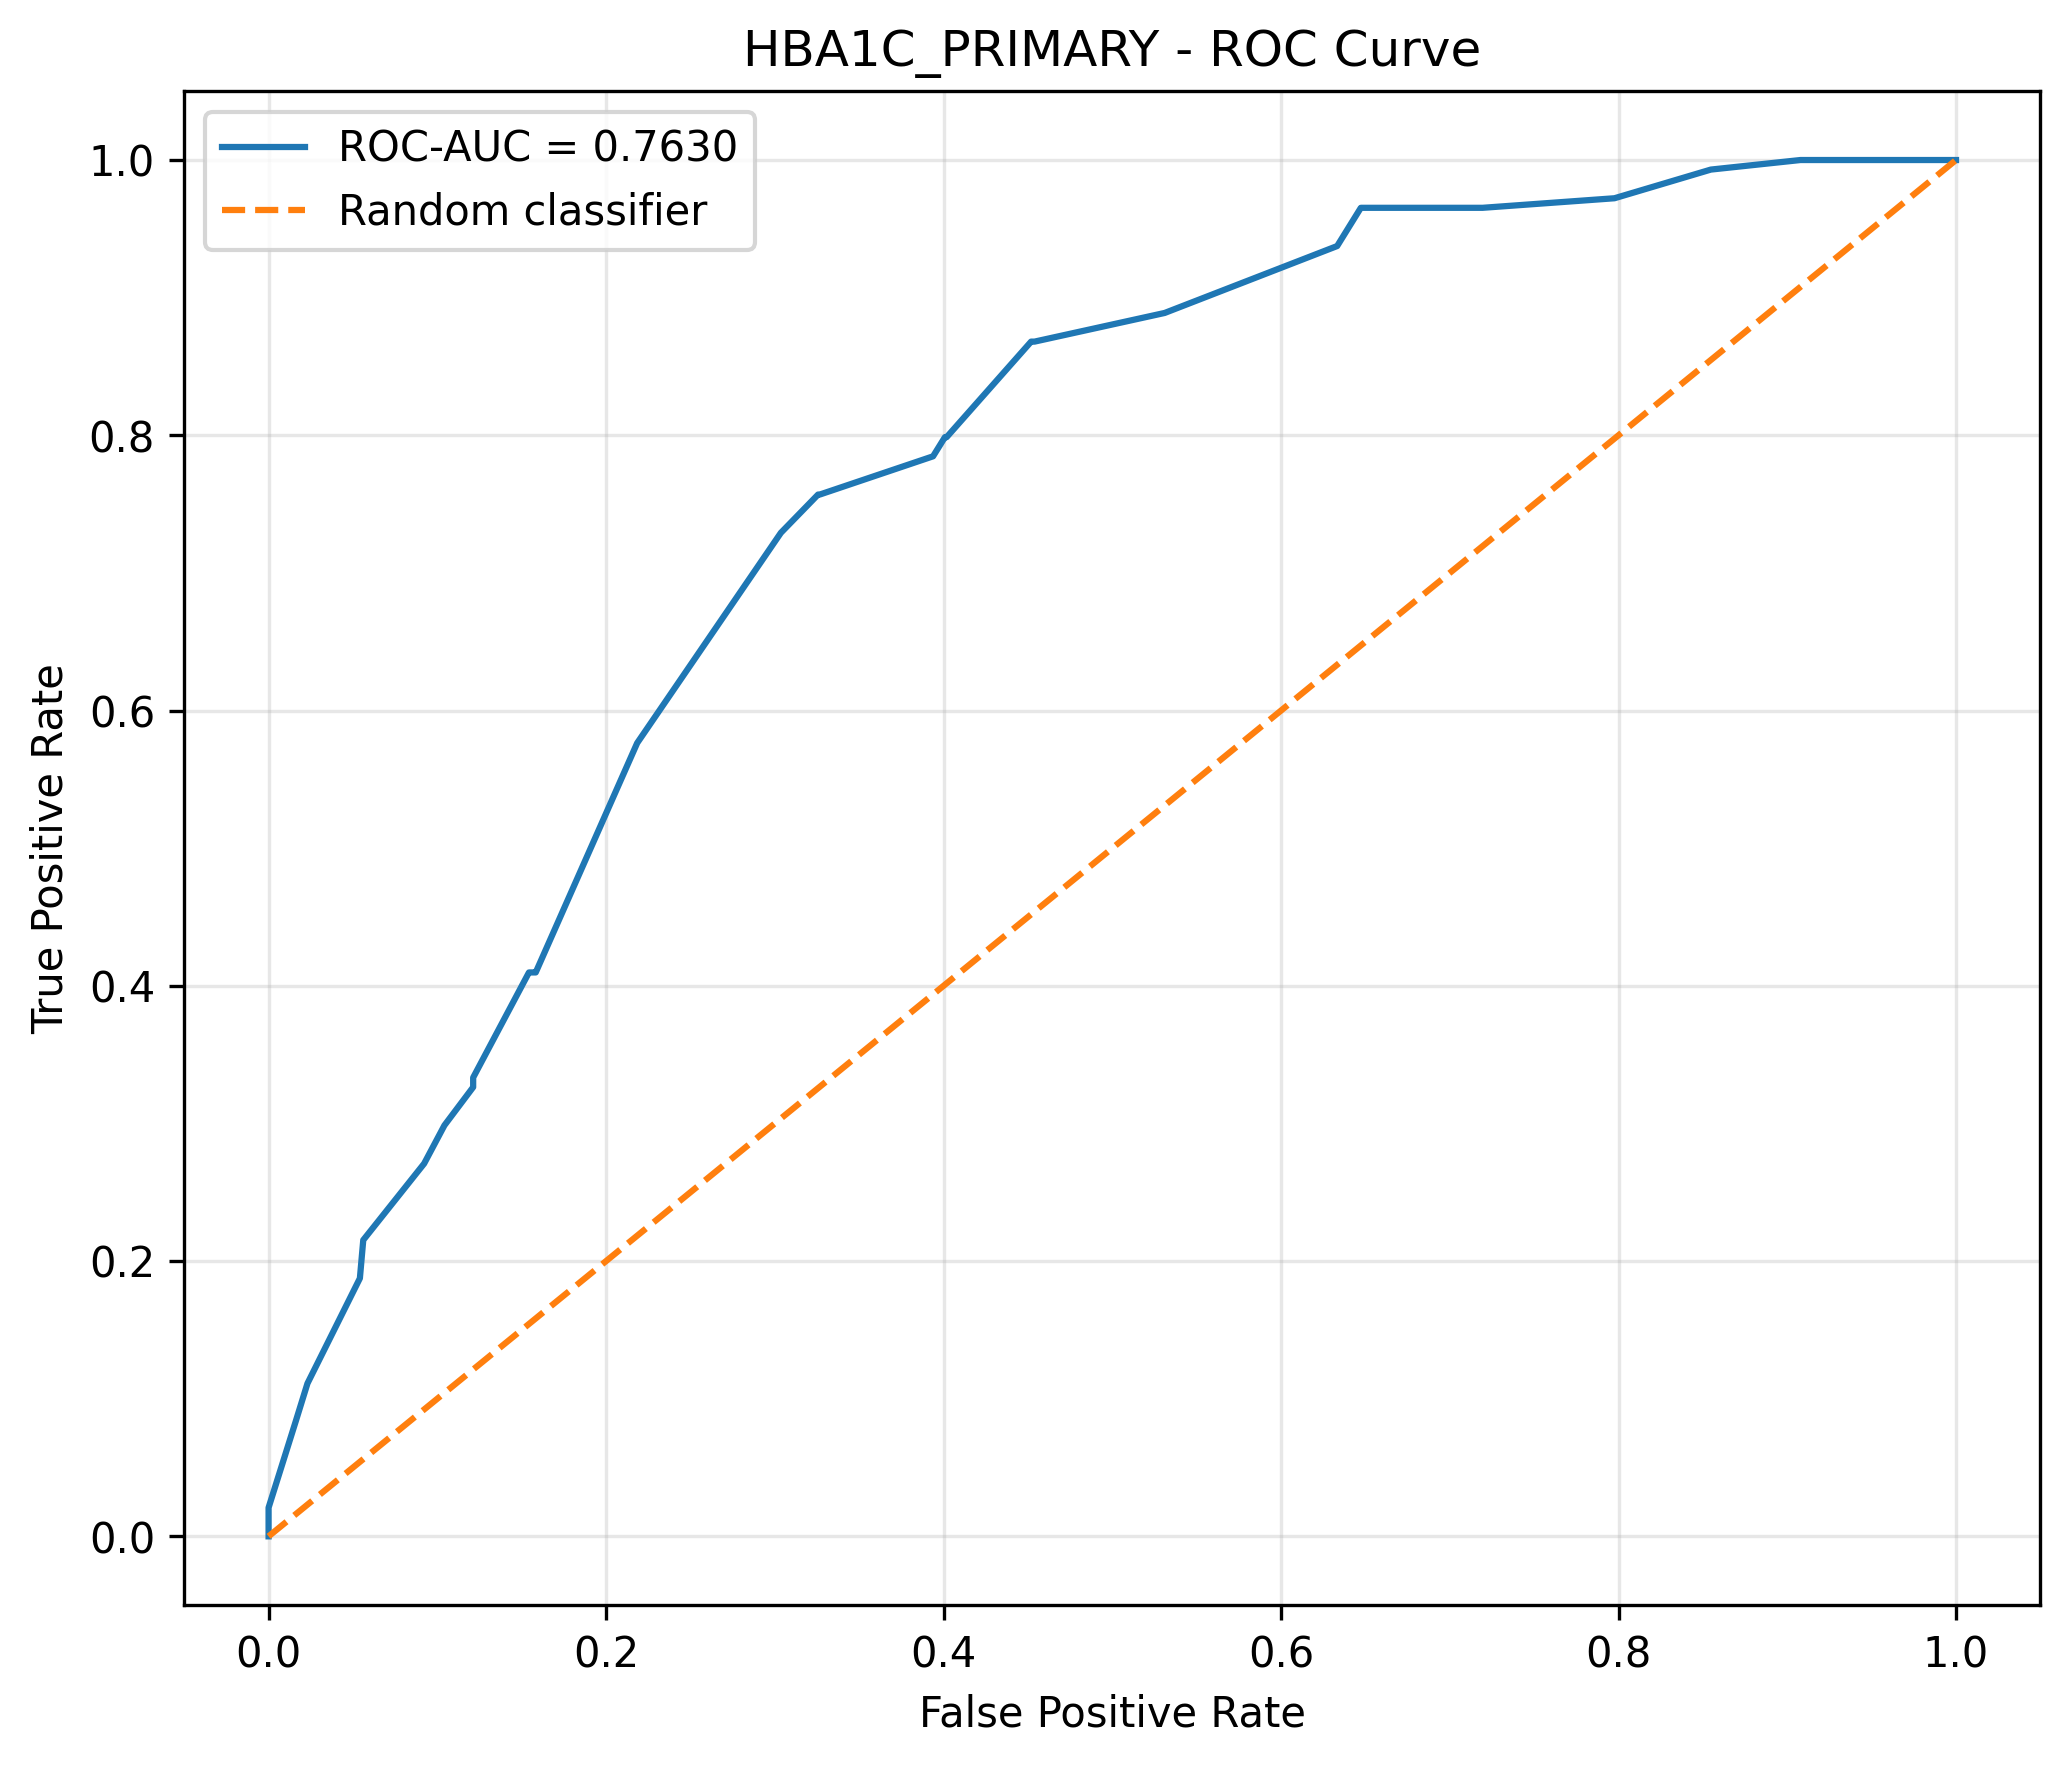 HBA1C_PRIMARY - ROC Curve
ROC-AUC = 0.7630
Random classifier
True Positive Rate
1.0
0.8
0.6
0.4
0.2
0.0
0.0 0.2 0.4 0.6 0.8 1.0
False Positive Rate